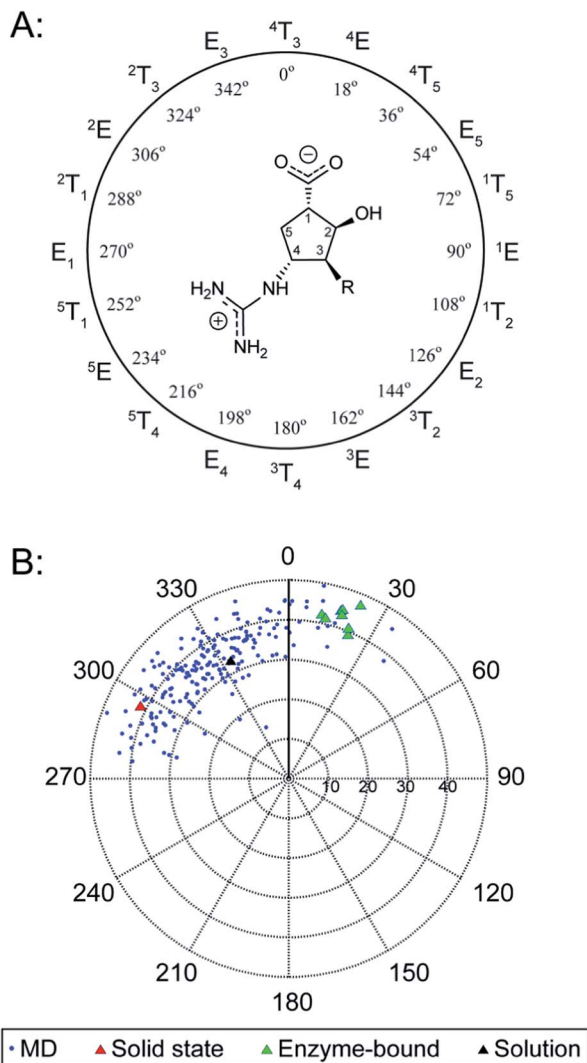 A:
⁴T₃
E₃ ⁴E
²T₃ 0° ⁴T₅
342° 18°
324° 36°
²E E₅
306° 54°
²T₁ ¹T₅
288° 72°
E₁ 270° 90° ¹E
⁵T₁ 252° 108° ¹T₂
⁵E 234° 126° E₂
216° 144°
⁵T₄ 198° 180° 162° ³T₂
E₄ ³T₄ ³E
⊖
O O
1 OH
5 2
4 3
H₂N NH R
⊕
NH₂
B:
0
330 30
300 60
270 10 20 30 40 90
240 120
210 150
180
MD Solid state Enzyme-bound Solution